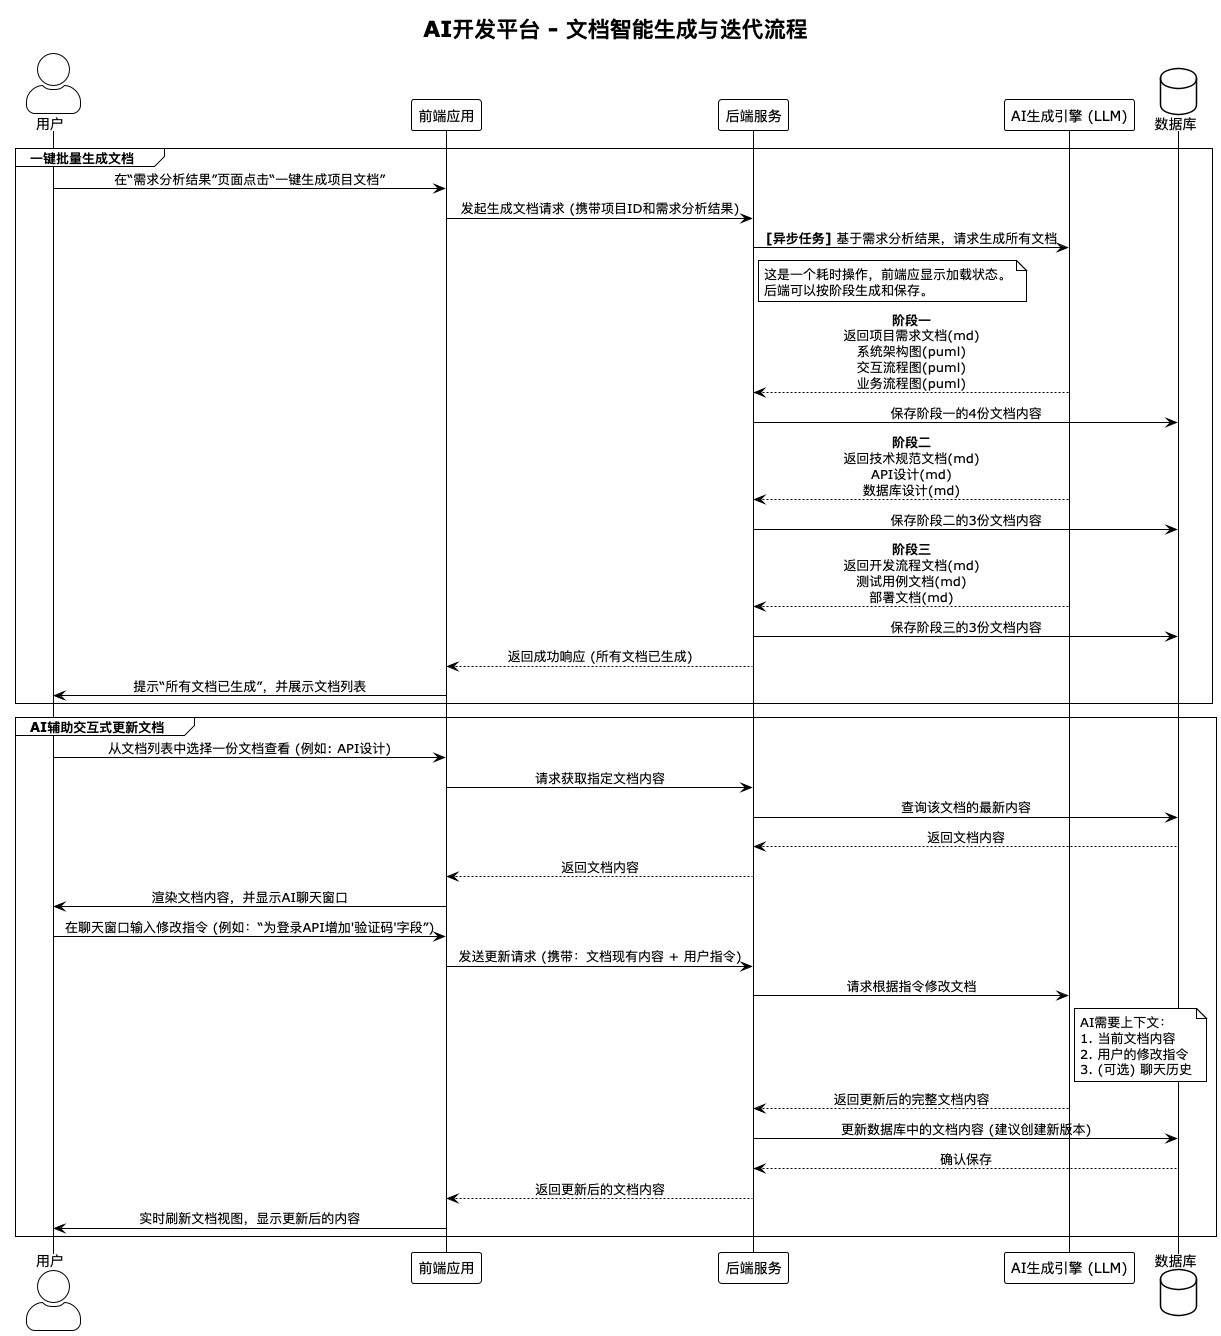 AI开发平台 - 文档智能生成与迭代流程
用户
前端应用
后端服务
AI生成引擎 (LLM)
数据库
一键批量生成文档
在“需求分析结果”页面点击“一键生成项目文档”
发起生成文档请求 (携带项目ID和需求分析结果)
[异步任务] 基于需求分析结果，请求生成所有文档
这是一个耗时操作，前端应显示加载状态。
后端可以按阶段生成和保存。
阶段一
返回项目需求文档(md)
系统架构图(puml)
交互流程图(puml)
业务流程图(puml)
保存阶段一的4份文档内容
阶段二
返回技术规范文档(md)
API设计(md)
数据库设计(md)
保存阶段二的3份文档内容
阶段三
返回开发流程文档(md)
测试用例文档(md)
部署文档(md)
保存阶段三的3份文档内容
返回成功响应 (所有文档已生成)
提示“所有文档已生成”，并展示文档列表
AI辅助交互式更新文档
从文档列表中选择一份文档查看 (例如: API设计)
请求获取指定文档内容
查询该文档的最新内容
返回文档内容
返回文档内容
渲染文档内容，并显示AI聊天窗口
在聊天窗口输入修改指令 (例如：“为登录API增加'验证码'字段”)
发送更新请求 (携带：文档现有内容 + 用户指令)
请求根据指令修改文档
AI需要上下文：
1. 当前文档内容
2. 用户的修改指令
3. (可选) 聊天历史
返回更新后的完整文档内容
更新数据库中的文档内容 (建议创建新版本)
确认保存
返回更新后的文档内容
实时刷新文档视图，显示更新后的内容
用户
前端应用
后端服务
AI生成引擎 (LLM)
数据库